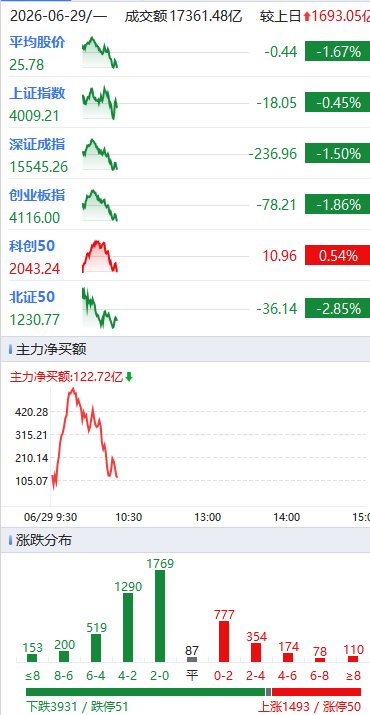 2026-06-29/一 成交额17361.48亿 较上日⬆1693.05亿
平均股价
25.78 -0.44 -1.67%
上证指数
4009.21 -18.05 -0.45%
深证成指
15545.26 -236.96 -1.50%
创业板指
4116.00 -78.21 -1.86%
科创50
2043.24 10.96 0.54%
北证50
1230.77 -36.14 -2.85%
主力净买额
主力净买额:122.72亿⬇
420.28
315.21
210.14
105.07
06/29 9:30 10:30 13:00 14:00 15:0
涨跌分布
153 200 519 1290 1769 87 777 354 174 78 110
≤8 8-6 6-4 4-2 2-0 平 0-2 2-4 4-6 6-8 ≥8
下跌3931 / 跌停51 上涨1493 / 涨停50